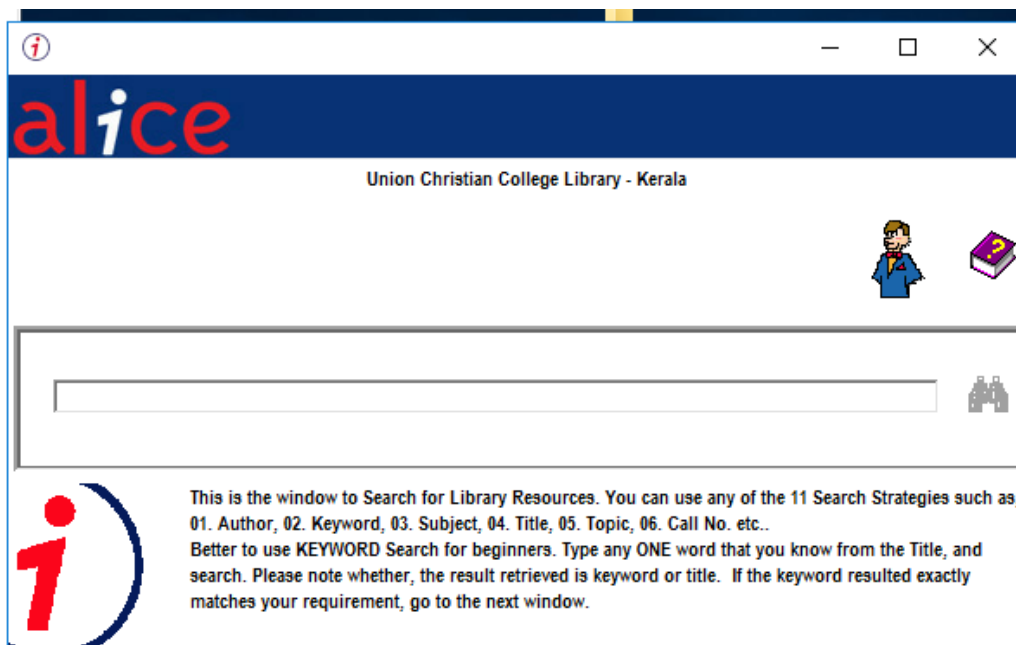 alice
Union Christian College Library - Kerala
?
This is the window to Search for Library Resources. You can use any of the 11 Search Strategies such as,
01. Author, 02. Keyword, 03. Subject, 04. Title, 05. Topic, 06. Call No. etc..
Better to use KEYWORD Search for beginners. Type any ONE word that you know from the Title, and
search. Please note whether, the result retrieved is keyword or title.  If the keyword resulted exactly
matches your requirement, go to the next window.